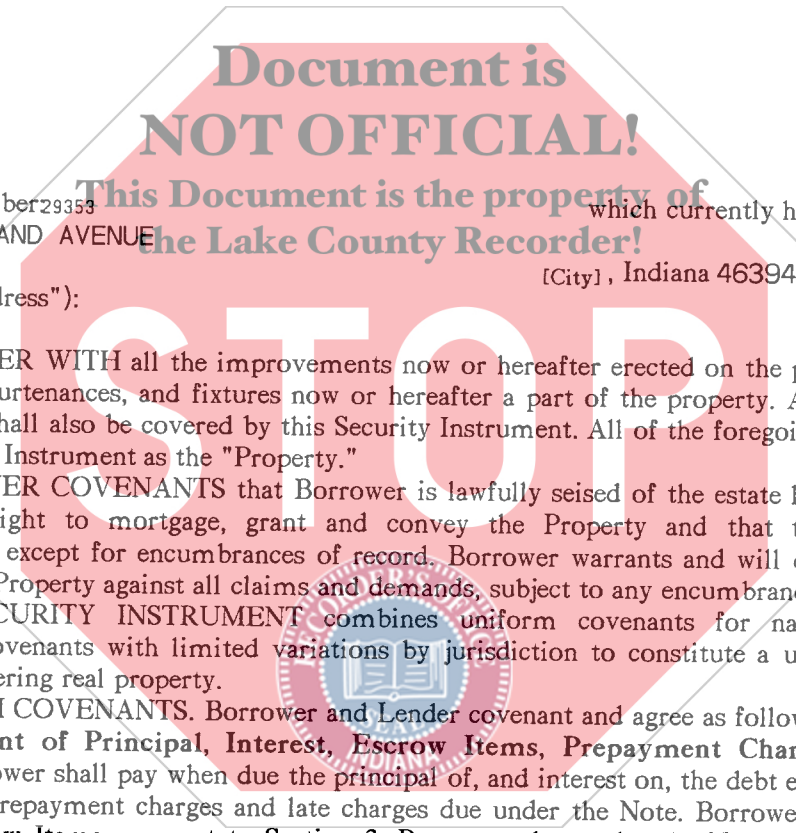 Document is
NOT OFFICIAL!
This Document is the property of
the Lake County Recorder!
ber29353 which currently h
AND AVENUE
[City], Indiana 46394
dress"):
STOP
ER WITH all the improvements now or hereafter erected on the
urtenances, and fixtures now or hereafter a part of the property. A
hall also be covered by this Security Instrument. All of the foregoi
Instrument as the "Property."
ER COVENANTS that Borrower is lawfully seised of the estate
ight to mortgage, grant and convey the Property and that t
except for encumbrances of record. Borrower warrants and will
Property against all claims and demands, subject to any encumbranc
CURITY INSTRUMENT combines uniform covenants for na
ovenants with limited variations by jurisdiction to constitute a u
ering real property.
COVENANTS. Borrower and Lender covenant and agree as follow
nt of Principal, Interest, Escrow Items, Prepayment Char
ower shall pay when due the principal of, and interest on, the debt e
repayment charges and late charges due under the Note. Borrowe
RECORDER'S OFFICE
SEAL
INDIANA